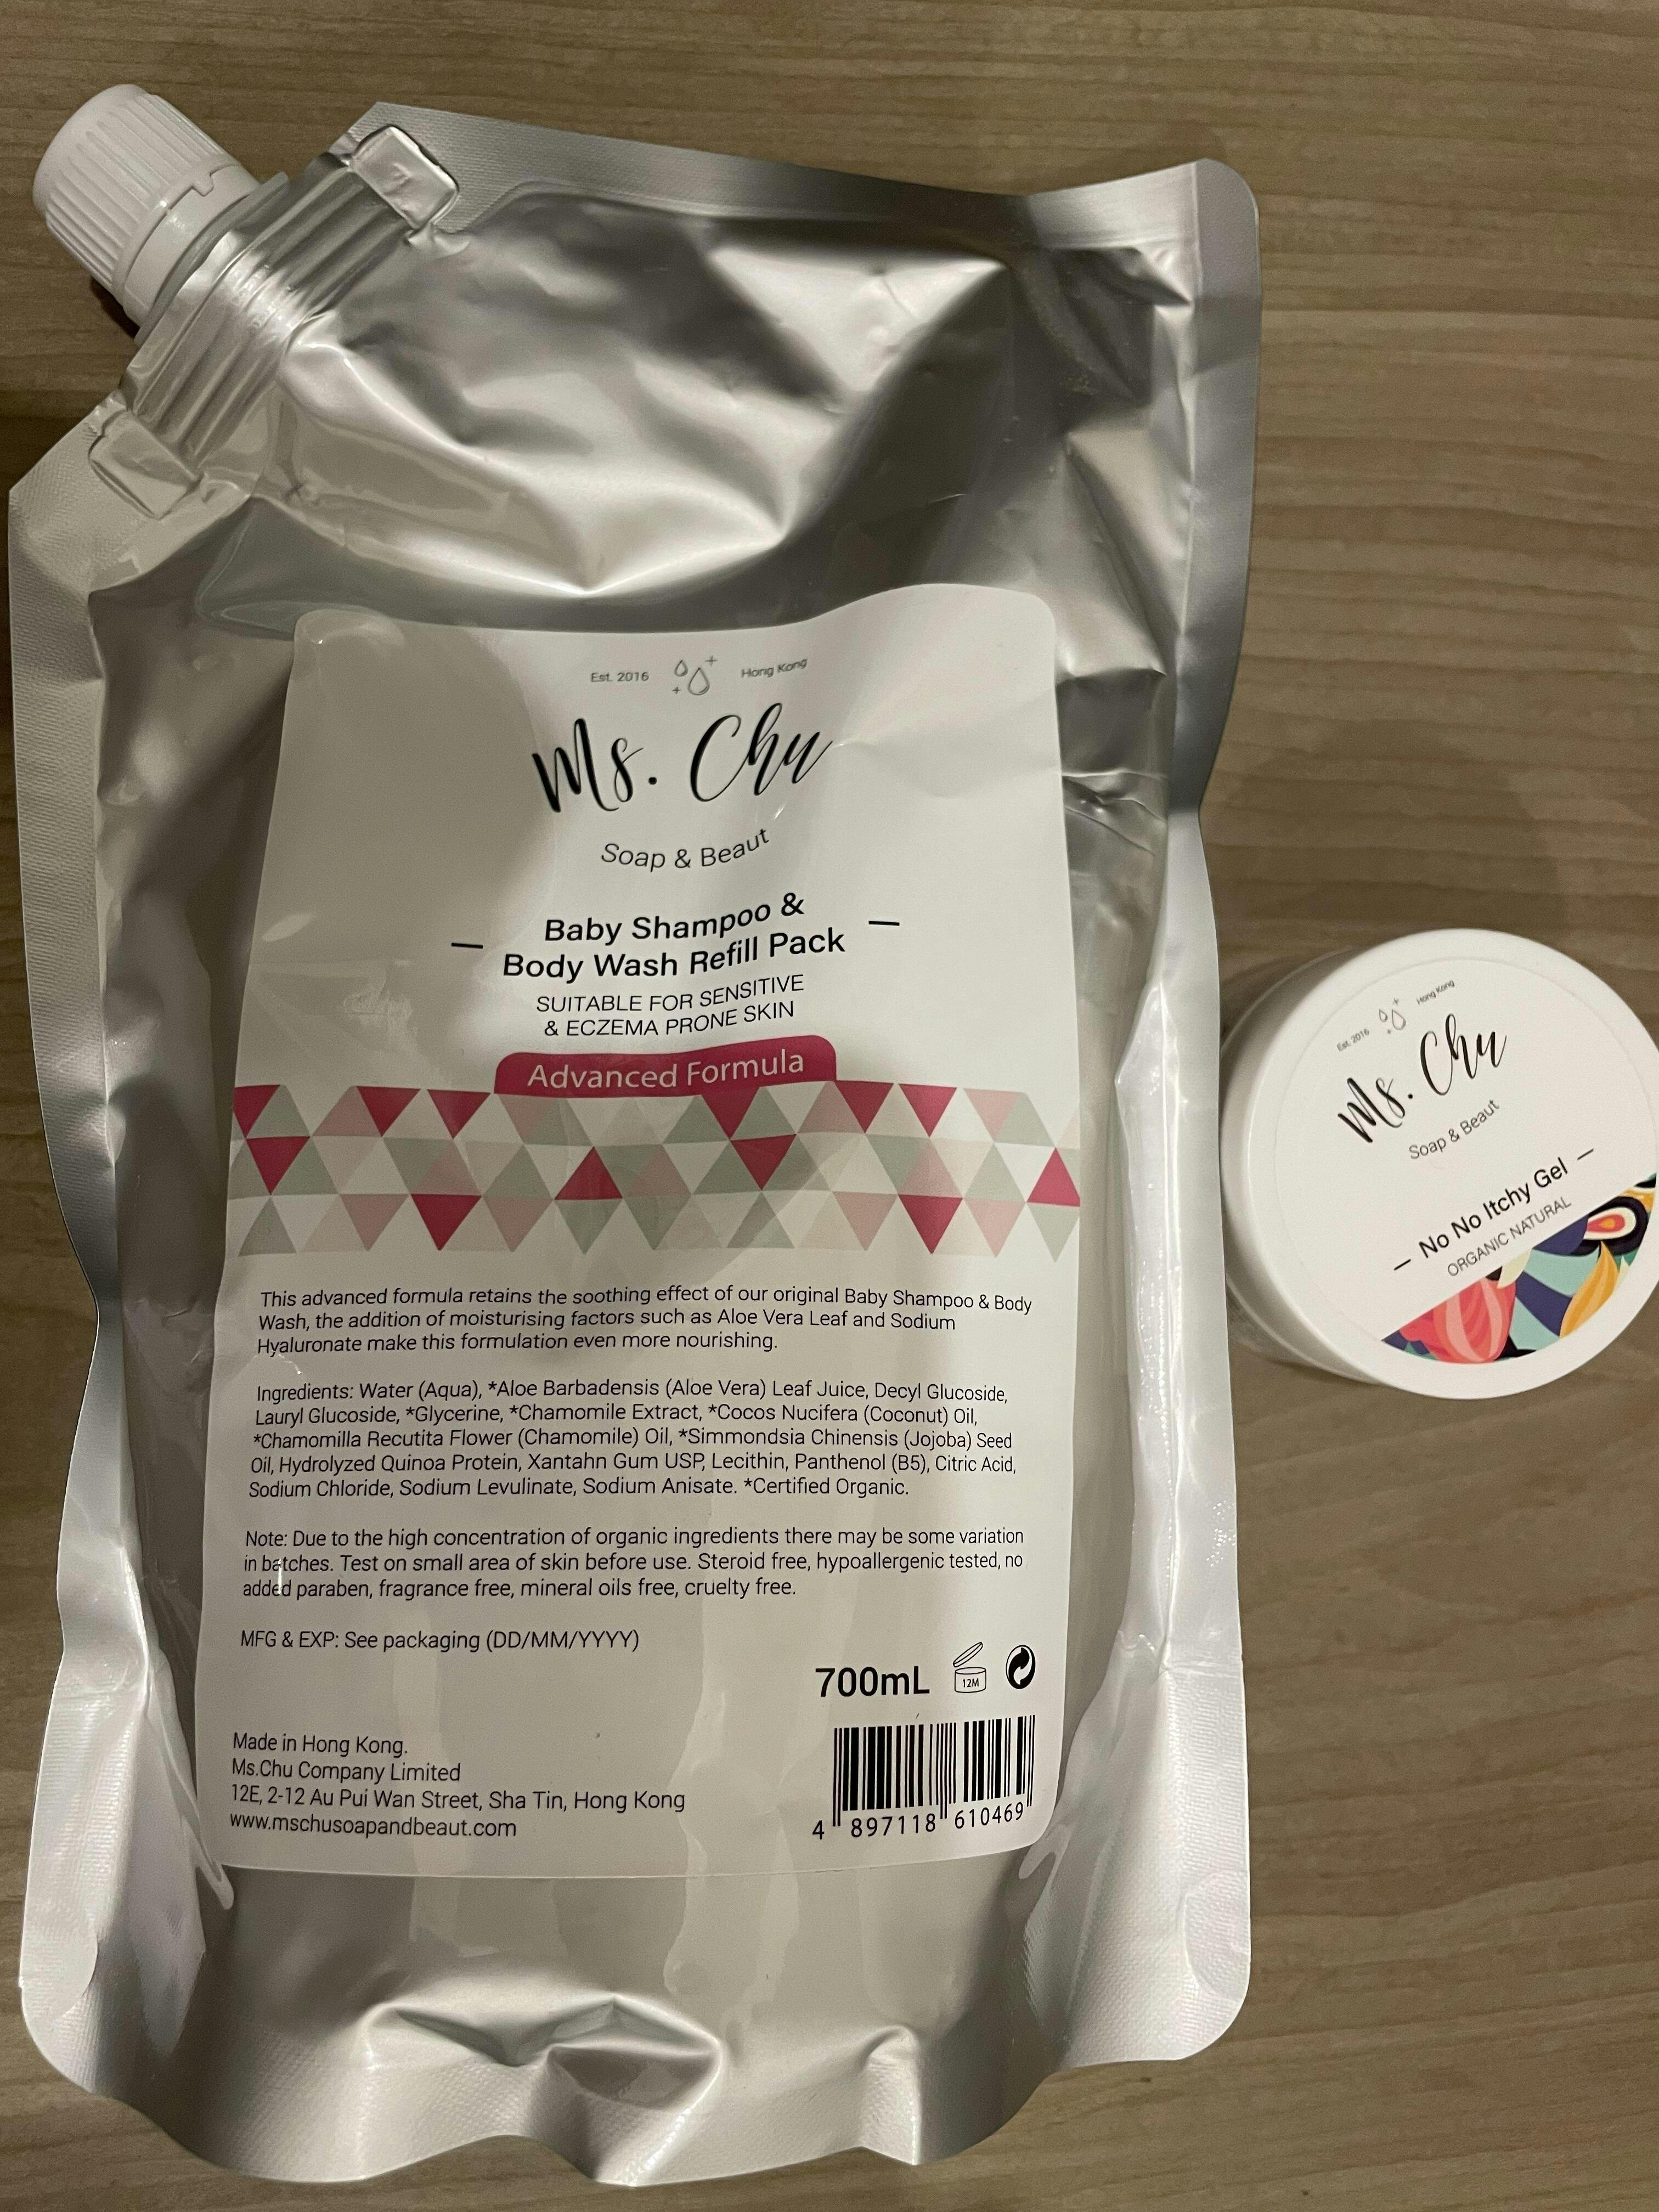 Est. 2016 Hong Kong
Ms. Chu
Soap & Beaut
— Baby Shampoo & —
Body Wash Refill Pack
SUITABLE FOR SENSITIVE
& ECZEMA PRONE SKIN
Advanced Formula
This advanced formula retains the soothing effect of our original Baby Shampoo & Body
Wash, the addition of moisturising factors such as Aloe Vera Leaf and Sodium
Hyaluronate make this formulation even more nourishing.
Ingredients: Water (Aqua), *Aloe Barbadensis (Aloe Vera) Leaf Juice, Decyl Glucoside,
Lauryl Glucoside, *Glycerine, *Chamomile Extract, *Cocos Nucifera (Coconut) Oil,
*Chamomilla Recutita Flower (Chamomile) Oil, *Simmondsia Chinensis (Jojoba) Seed
Oil, Hydrolyzed Quinoa Protein, Xantahn Gum USP, Lecithin, Panthenol (B5), Citric Acid,
Sodium Chloride, Sodium Levulinate, Sodium Anisate. *Certified Organic.
Note: Due to the high concentration of organic ingredients there may be some variation
in batches. Test on small area of skin before use. Steroid free, hypoallergenic tested, no
added paraben, fragrance free, mineral oils free, cruelty free.
MFG & EXP: See packaging (DD/MM/YYYY)
700mL 12M
Made in Hong Kong.
Ms.Chu Company Limited
12E, 2-12 Au Pui Wan Street, Sha Tin, Hong Kong
www.mschusoapandbeaut.com
4 897118 610469
Est. 2016 Hong Kong
Ms. Chu
Soap & Beaut
— No No Itchy Gel —
ORGANIC NATURAL